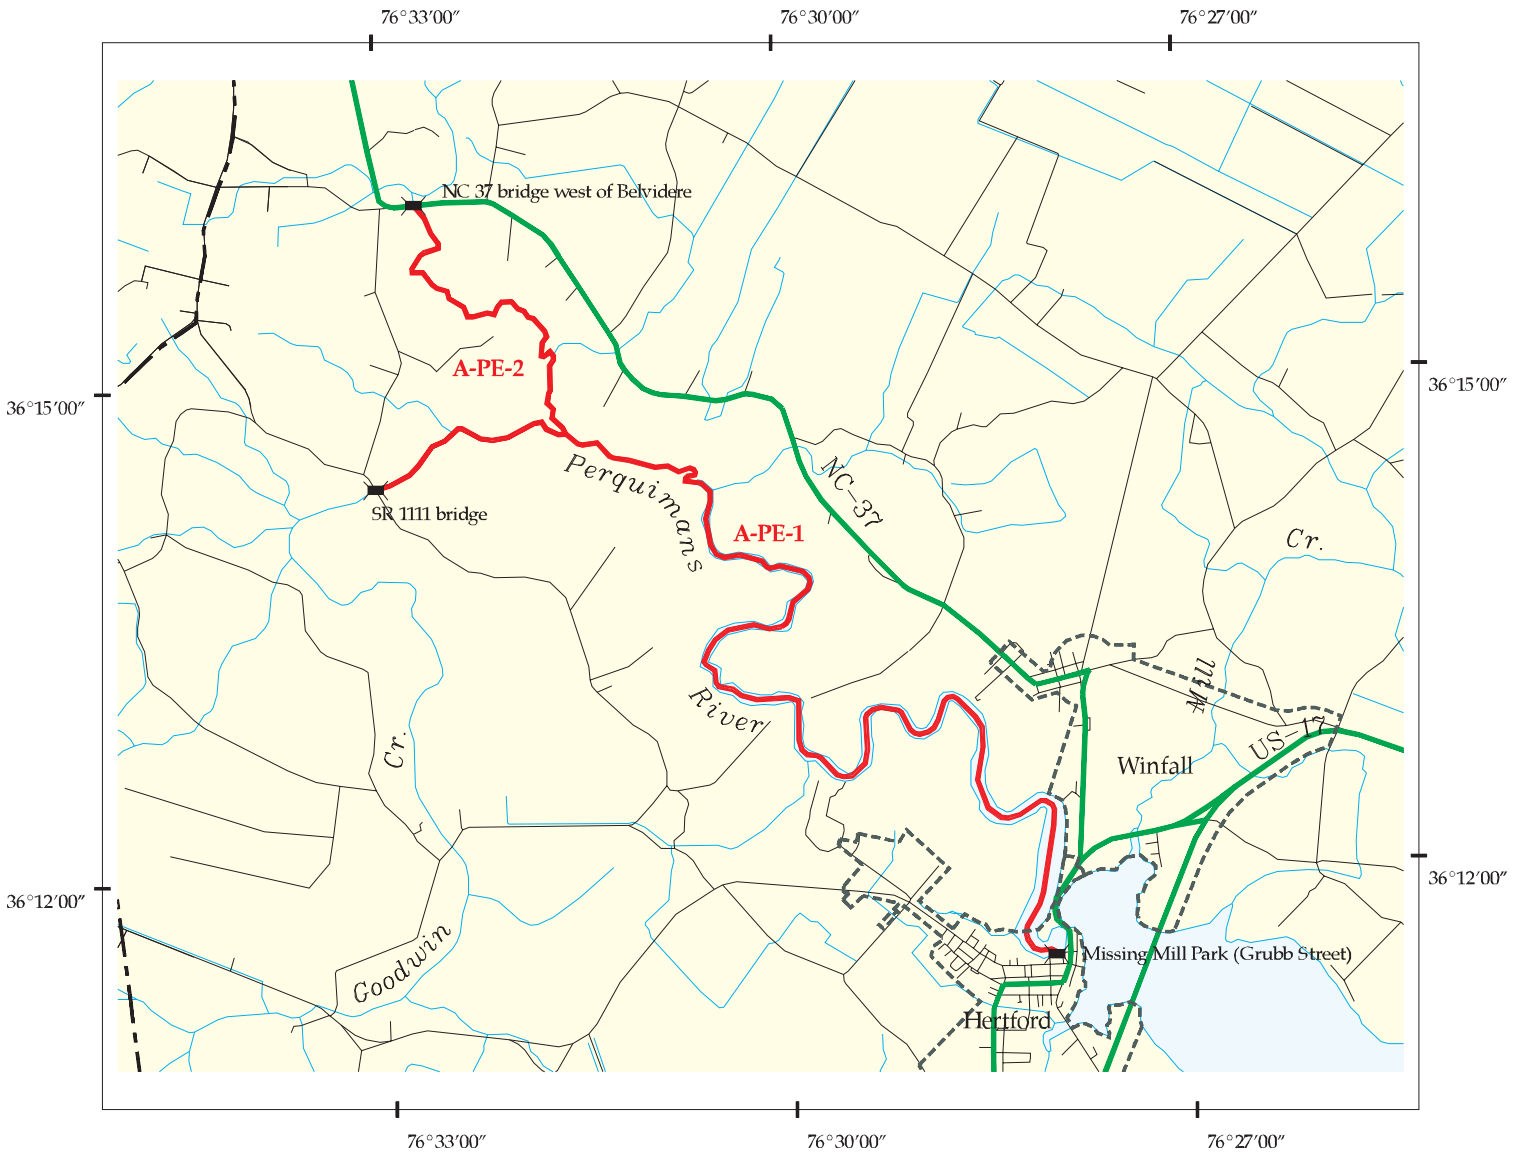 76°33′00″ 76°30′00″ 76°27′00″
NC 37 bridge west of Belvidere
A-PE-2
36°15′00″
36°15′00″
Perquimans
NC-37
SR 1111 bridge
A-PE-1
Cr.
Mill
River
US-17
Cr.
Winfall
36°12′00″
36°12′00″
Goodwin
Missing Mill Park (Grubb Street)
Hertford
76°33′00″ 76°30′00″ 76°27′00″